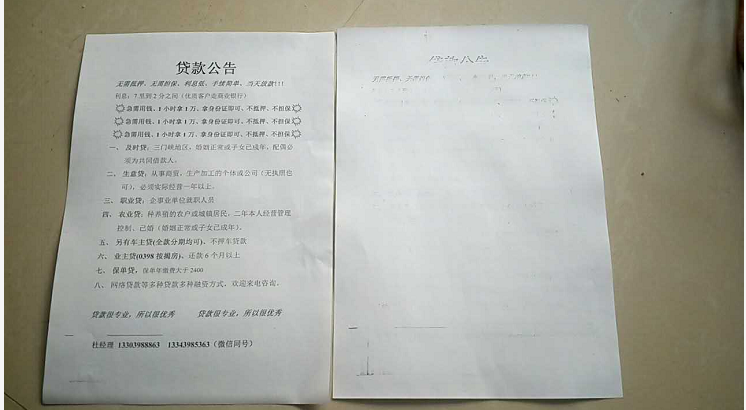 贷款公告
无需抵押、无需担保，利息低、手续简单、当天放款!!!
利息：7里到2分之间（优质客户走商业银行）
急需用钱、1小时拿1万、拿身份证即可、不抵押、不担保
急需用钱、1小时拿1万、拿身份证即可、不抵押、不担保
急需用钱、1小时拿1万、拿身份证即可、不抵押、不担保
一、 及时贷：三门峡地区，婚姻正常或子女已成年，配偶必
须为共同借款人。
二、 生意贷：从事商贸、生产加工的个体或公司（无执照也
可），必须实际经营一年以上。
三、 职业贷：企事业单位就职人员
四、 农业贷：种养殖的农户或城镇居民，二年本人经营管理
控制、已婚（婚姻正常或子女已成年）。
五、 另有车主贷(全款分期均可)、不押车贷款
六、 业主贷(0398按揭房)、还款6个月以上
七、 保单贷，保单年缴费大于2400
八、 网络贷款等多种贷款多种融资方式，欢迎来电咨询。
贷款很专业，所以很优秀 贷款很专业，所以很优秀
杜经理 13303988863 13343985363（微信同号）